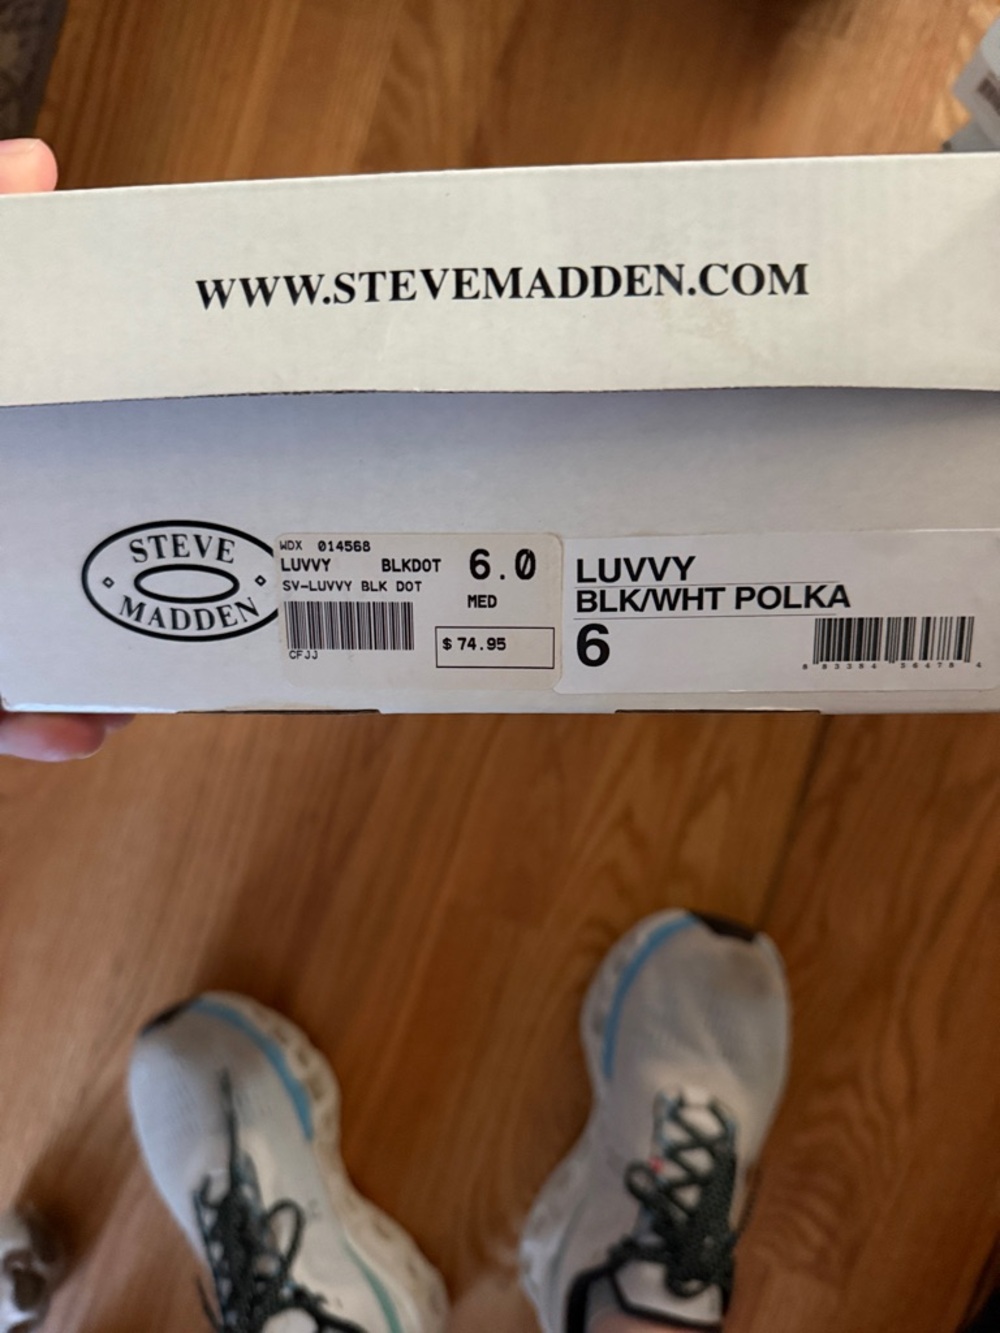 WWW.STEVEMADDEN.COM
STEVE
MADDEN
WDX 014568
LUVVY BLKDOT 6.0
SV-LUVVY BLK DOT
MED
$ 74.95
CFJJ
LUVVY
BLK/WHT POLKA
6